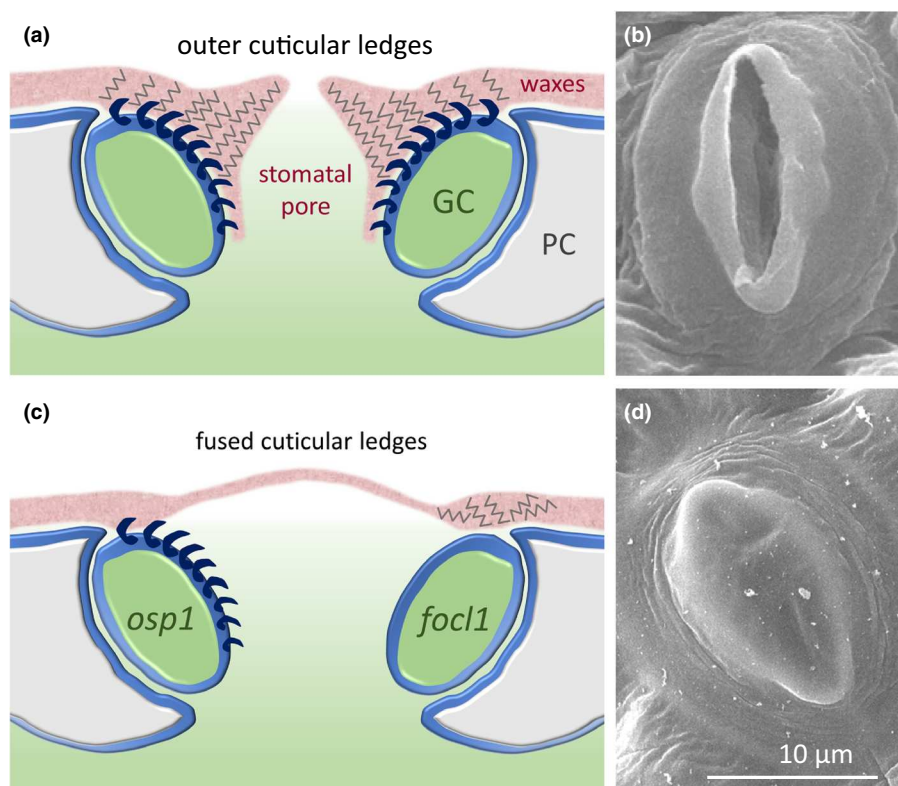 (a)
outer cuticular ledges
waxes
stomatal
pore
GC
PC
(b)
(c)
fused cuticular ledges
osp1
focl1
(d)
10 μm